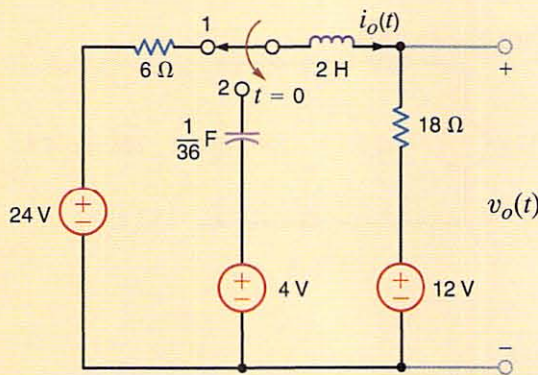 1
i_o(t)
6 Ω
2 H
+
2
t = 0
1/36 F
18 Ω
24 V
+
−
v_o(t)
+
−
4 V
+
−
12 V
−